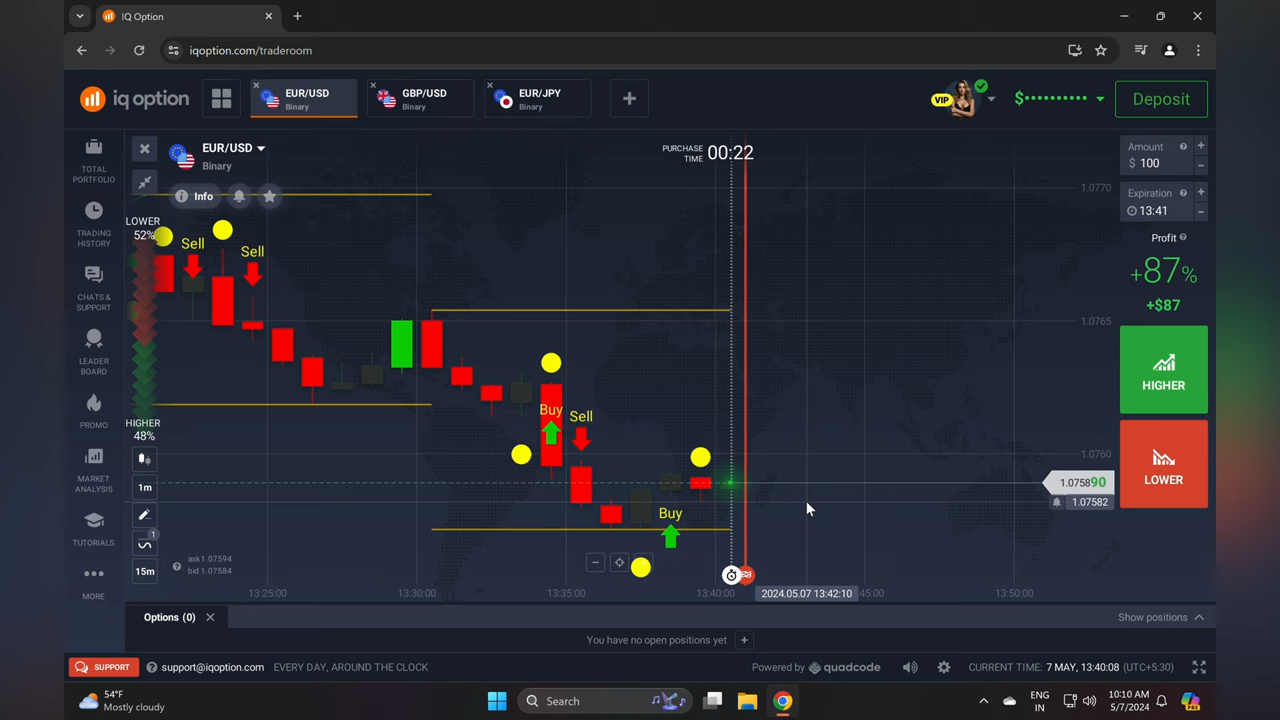 IQ Option
iqoption.com/traderoom
iq option
EUR/USD
Binary
GBP/USD
Binary
EUR/JPY
Binary
VIP
$••••••••••
Deposit
TOTAL
PORTFOLIO
TRADING
HISTORY
CHATS &
SUPPORT
LEADER
BOARD
PROMO
MARKET
ANALYSIS
TUTORIALS
MORE
EUR/USD
Binary
Info
PURCHASE
TIME
00:22
LOWER
52%
HIGHER
48%
Sell
Sell
Buy
Sell
Buy
1m
1
15m
ask1.07594
bid1.07584
1.0770
1.0765
1.0760
1.075890
1.07582
13:25:00
13:30:00
13:35:00
13:40:00
2024.05.07 13:42:10
45:00
13:50:00
Amount
$ 100
Expiration
13:41
Profit
+87%
+$87
HIGHER
LOWER
Options (0)
Show positions
You have no open positions yet
SUPPORT
support@iqoption.com
EVERY DAY, AROUND THE CLOCK
Powered by quadcode
CURRENT TIME: 7 MAY, 13:40:08 (UTC+5:30)
54°F
Mostly cloudy
Search
ENG
IN
10:10 AM
5/7/2024
PRE